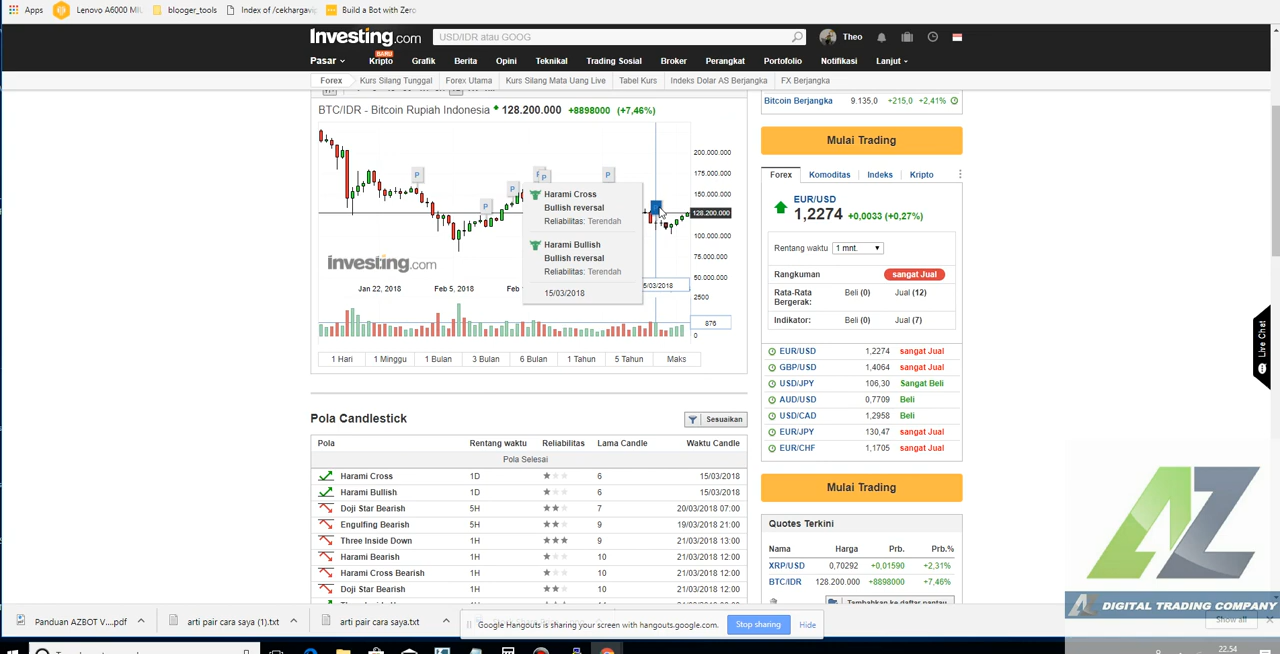 Apps
Lenovo A6000 MIU
blooger_tools
Index of /cekhargavip
Build a Bot with Zero
Investing.com
USD/IDR atau GOOG
Theo
Pasar
BARU
Kripto
Grafik
Berita
Opini
Teknikal
Trading Sosial
Broker
Perangkat
Portofolio
Notifikasi
Lanjut
Forex
Kurs Silang Tunggal
Forex Utama
Kurs Silang Mata Uang Live
Tabel Kurs
Indeks Dolar AS Berjangka
FX Berjangka
BTC/IDR - Bitcoin Rupiah Indonesia 128.200.000 +8898000 (+7,46%)
200.000.000
175.000.000
150.000.000
128.200.000
100.000.000
75.000.000
50.000.000
2500
876
0
P
P
P
P
P
Harami Cross
Bullish reversal
Reliabilitas: Terendah
Harami Bullish
Bullish reversal
Reliabilitas: Terendah
15/03/2018
Investing.com
Jan 22, 2018
Feb 5, 2018
Feb
5/03/2018
1 Hari
1 Minggu
1 Bulan
3 Bulan
6 Bulan
1 Tahun
5 Tahun
Maks
Pola Candlestick
Sesuaikan
Pola Rentang waktu Reliabilitas Lama Candle Waktu Candle
Pola Selesai
Harami Cross 1D 6 15/03/2018
Harami Bullish 1D 6 15/03/2018
Doji Star Bearish 5H 7 20/03/2018 07:00
Engulfing Bearish 5H 9 19/03/2018 21:00
Three Inside Down 1H 9 21/03/2018 13:00
Harami Bearish 1H 10 21/03/2018 12:00
Harami Cross Bearish 1H 10 21/03/2018 12:00
Doji Star Bearish 1H 10 21/03/2018 12:00
Bitcoin Berjangka 9.135,0 +215,0 +2,41%
Mulai Trading
Forex
Komoditas
Indeks
Kripto
EUR/USD
1,2274 +0,0033 (+0,27%)
Rentang waktu 1 mnt.
Rangkuman sangat Jual
Rata-Rata Bergerak: Beli (0) Jual (12)
Indikator: Beli (0) Jual (7)
EUR/USD 1,2274 sangat Jual
GBP/USD 1,4064 sangat Jual
USD/JPY 106,30 Sangat Beli
AUD/USD 0,7709 Beli
USD/CAD 1,2958 Beli
EUR/JPY 130,47 sangat Jual
EUR/CHF 1,1705 sangat Jual
Mulai Trading
Quotes Terkini
Nama Harga Prb. Prb.%
XRP/USD 0,70292 +0,01590 +2,31%
BTC/IDR 128.200.000 +8898000 +7,46%
Tambahkan ke daftar pantau
Live Chat
AZ
DIGITAL TRADING COMPANY
Panduan AZBOT V....pdf
arti pair cara saya (1).txt
arti pair cara saya.txt
Google Hangouts is sharing your screen with hangouts.google.com.
Stop sharing
Hide
Show all
22.54